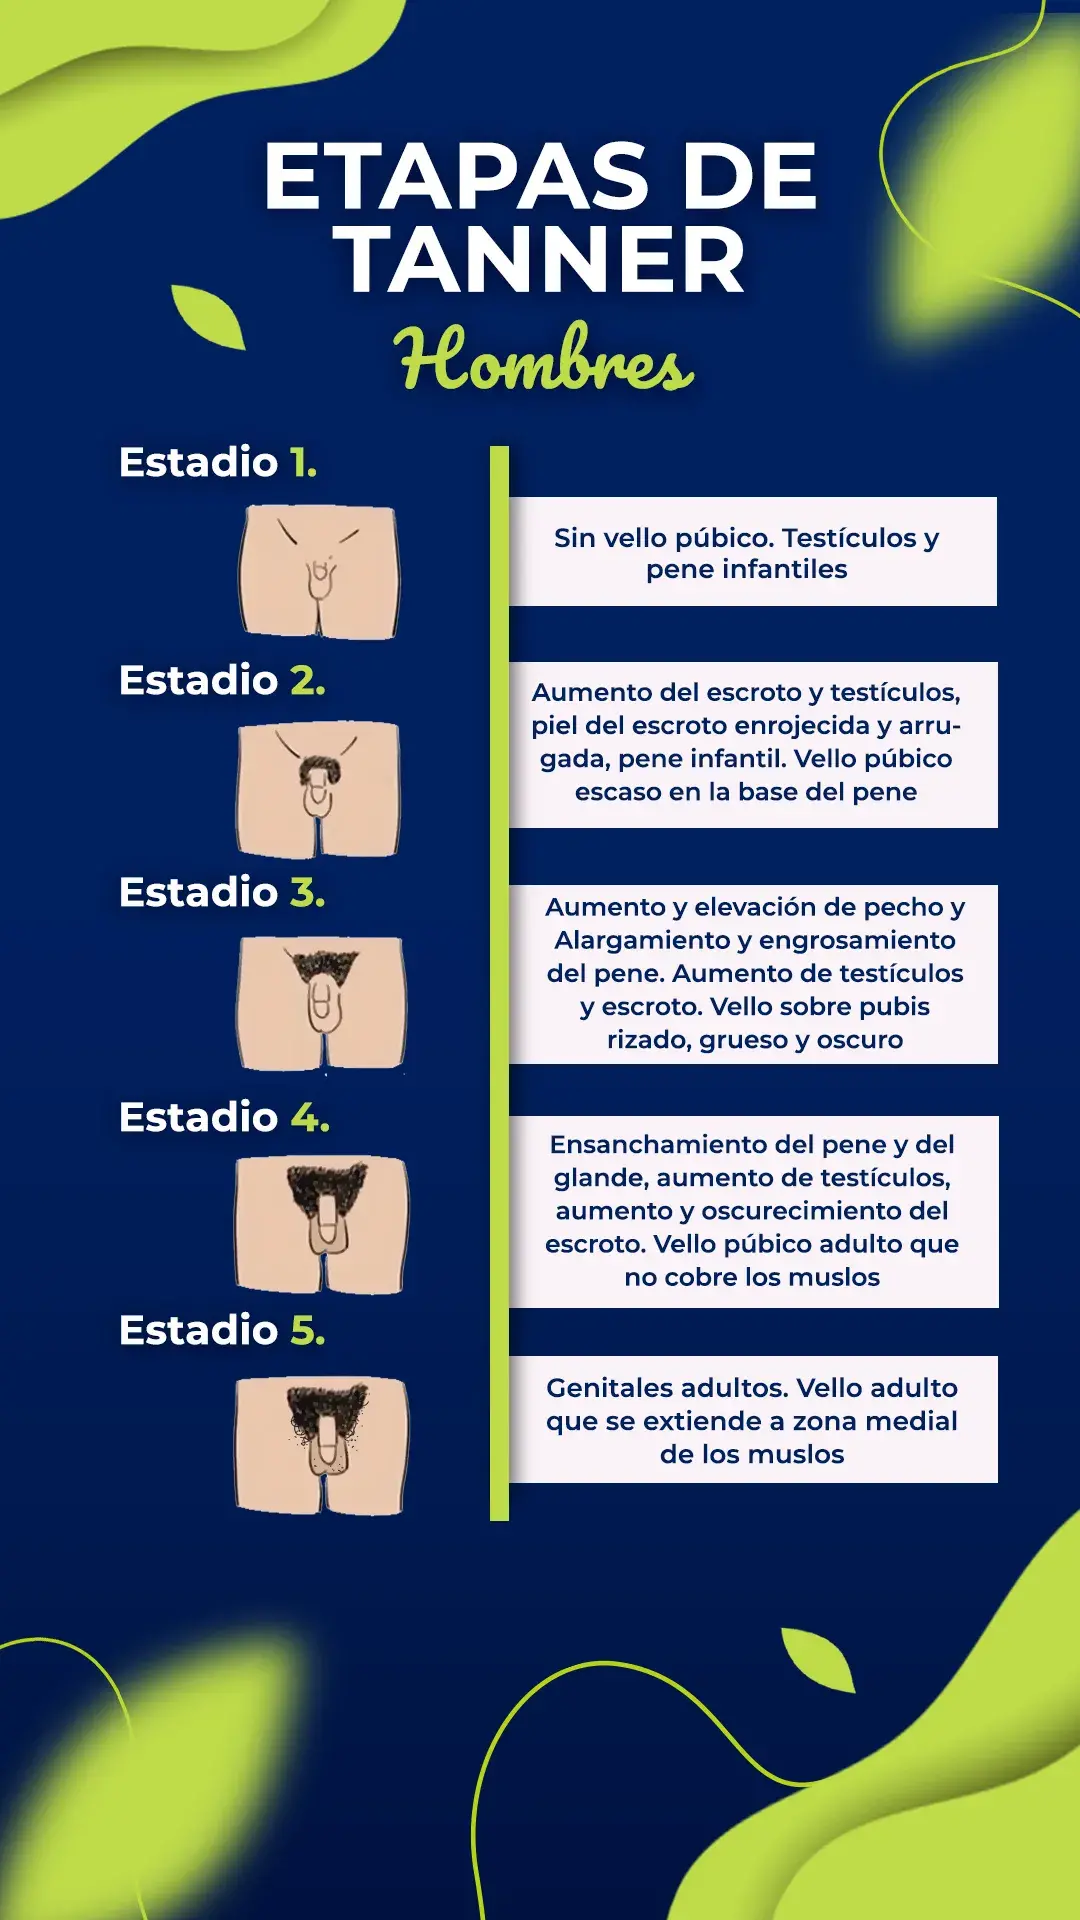 ETAPAS DE
TANNER
Hombres
Estadio 1.
Sin vello púbico. Testículos y
pene infantiles
Estadio 2.
Aumento del escroto y testículos,
piel del escroto enrojecida y arru-
gada, pene infantil. Vello púbico
escaso en la base del pene
Estadio 3.
Aumento y elevación de pecho y
Alargamiento y engrosamiento
del pene. Aumento de testículos
y escroto. Vello sobre pubis
rizado, grueso y oscuro
Estadio 4.
Ensanchamiento del pene y del
glande, aumento de testículos,
aumento y oscurecimiento del
escroto. Vello púbico adulto que
no cobre los muslos
Estadio 5.
Genitales adultos. Vello adulto
que se extiende a zona medial
de los muslos